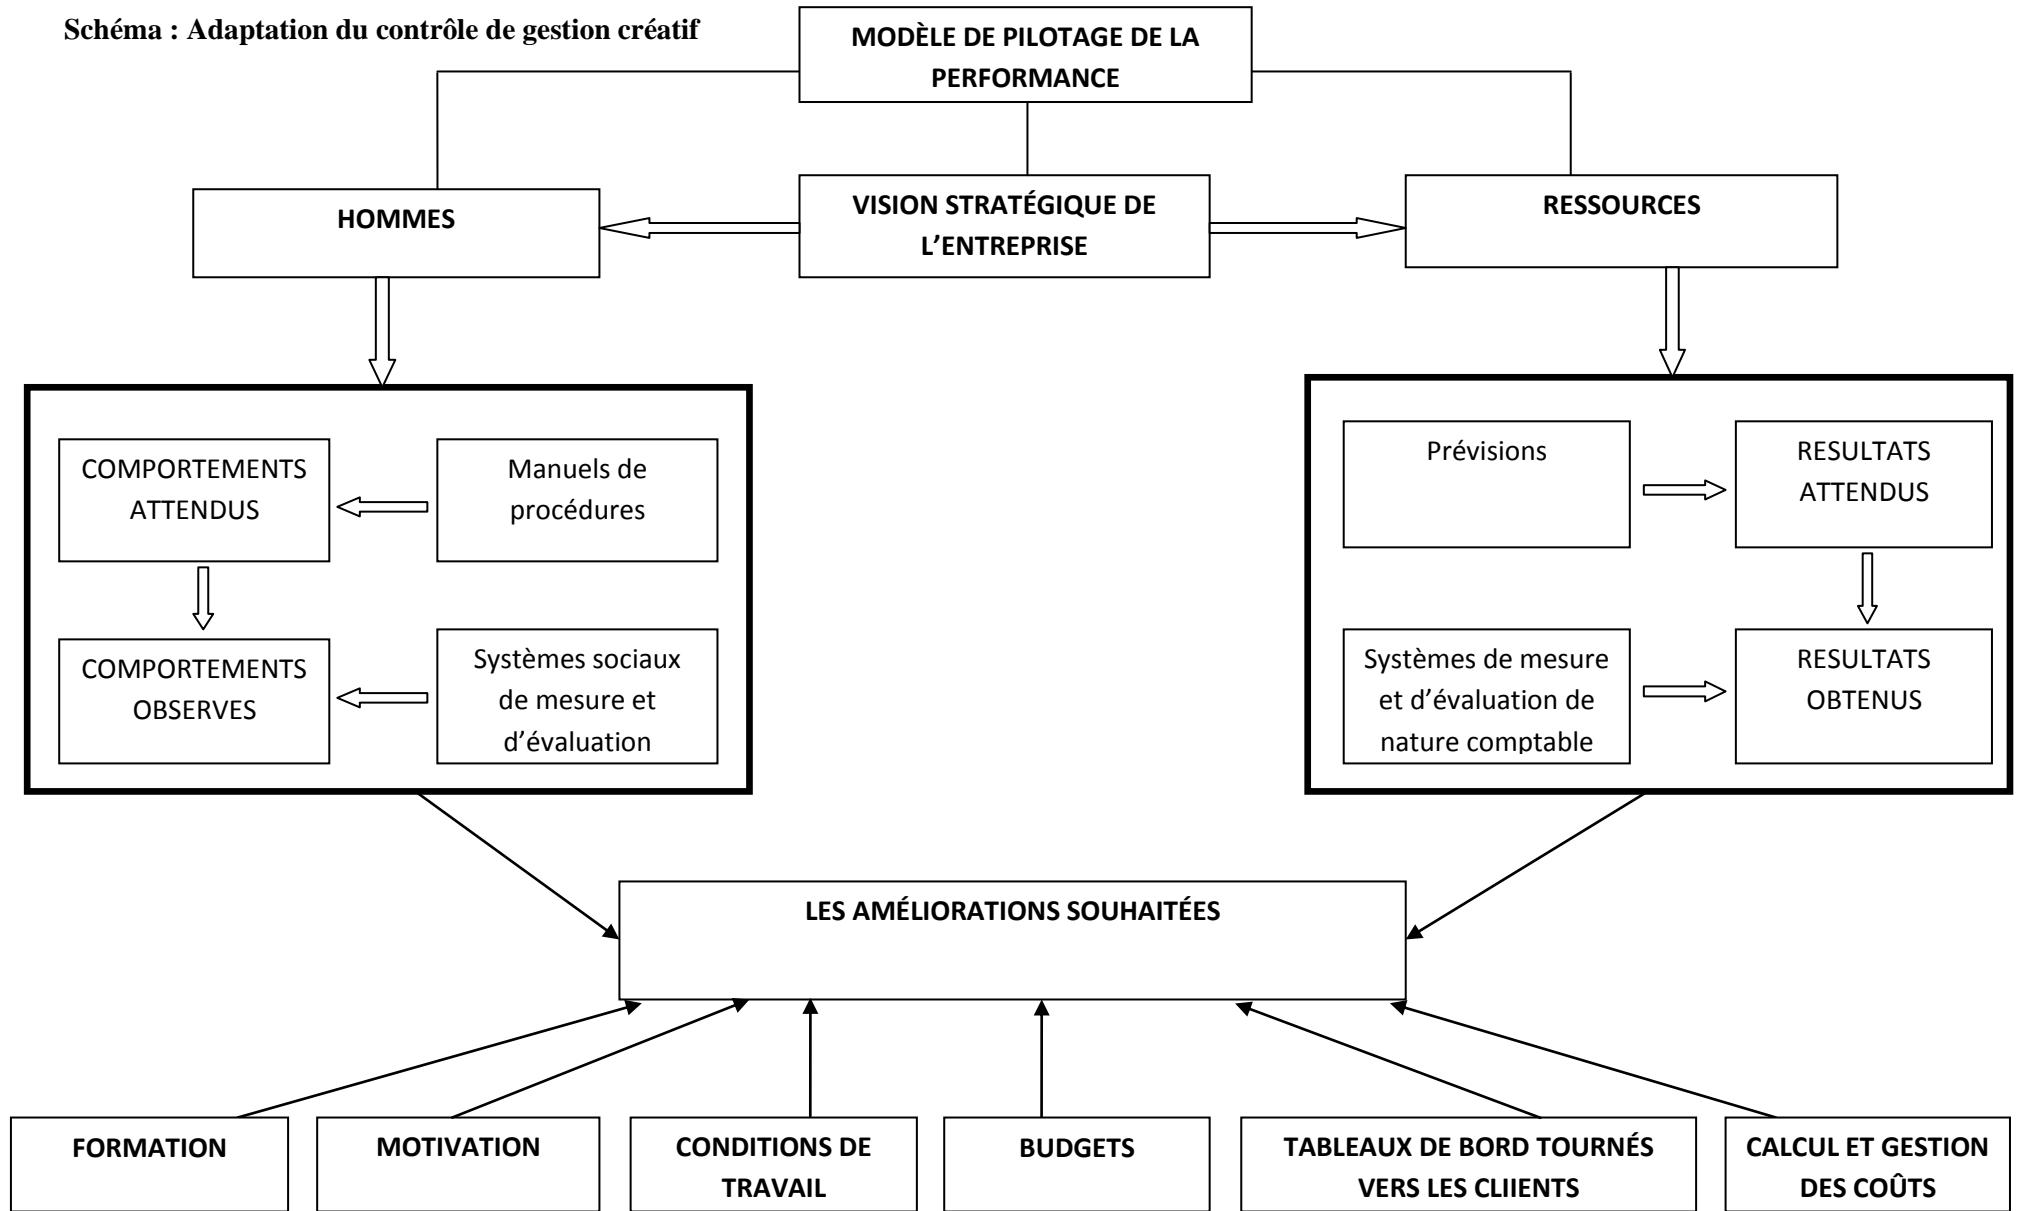 Schéma : Adaptation du contrôle de gestion créatif
MODÈLE DE PILOTAGE DE LA
PERFORMANCE
HOMMES
VISION STRATÉGIQUE DE
L’ENTREPRISE
RESSOURCES
COMPORTEMENTS
ATTENDUS
Manuels de
procédures
Prévisions
RESULTATS
ATTENDUS
COMPORTEMENTS
OBSERVES
Systèmes sociaux
de mesure et
d’évaluation
Systèmes de mesure
et d’évaluation de
nature comptable
RESULTATS
OBTENUS
LES AMÉLIORATIONS SOUHAITÉES
FORMATION
MOTIVATION
CONDITIONS DE
TRAVAIL
BUDGETS
TABLEAUX DE BORD TOURNÉS
VERS LES CLIIENTS
CALCUL ET GESTION
DES COÛTS